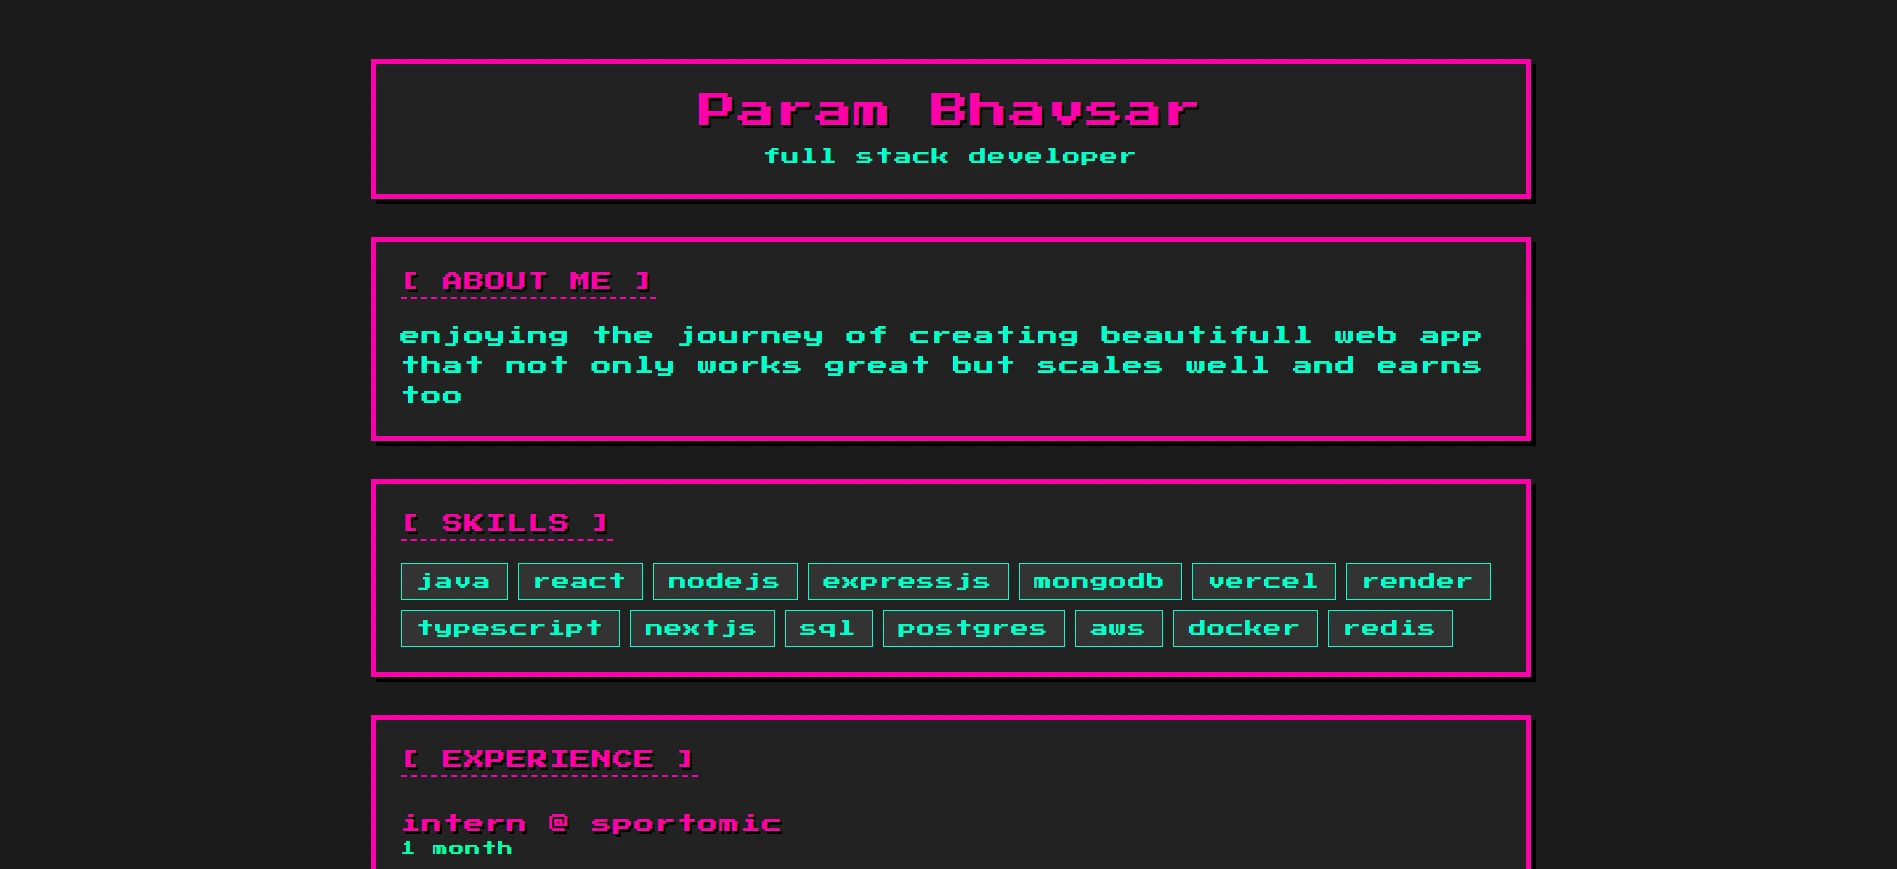 Param Bhavsar
full stack developer
[ ABOUT ME ]
enjoying the journey of creating beautifull web app
that not only works great but scales well and earns
too
[ SKILLS ]
java react nodejs expressjs mongodb vercel render
typescript nextjs sql postgres aws docker redis
[ EXPERIENCE ]
intern @ sportomic
1 month